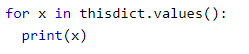 for x in thisdict.values():
  print(x)